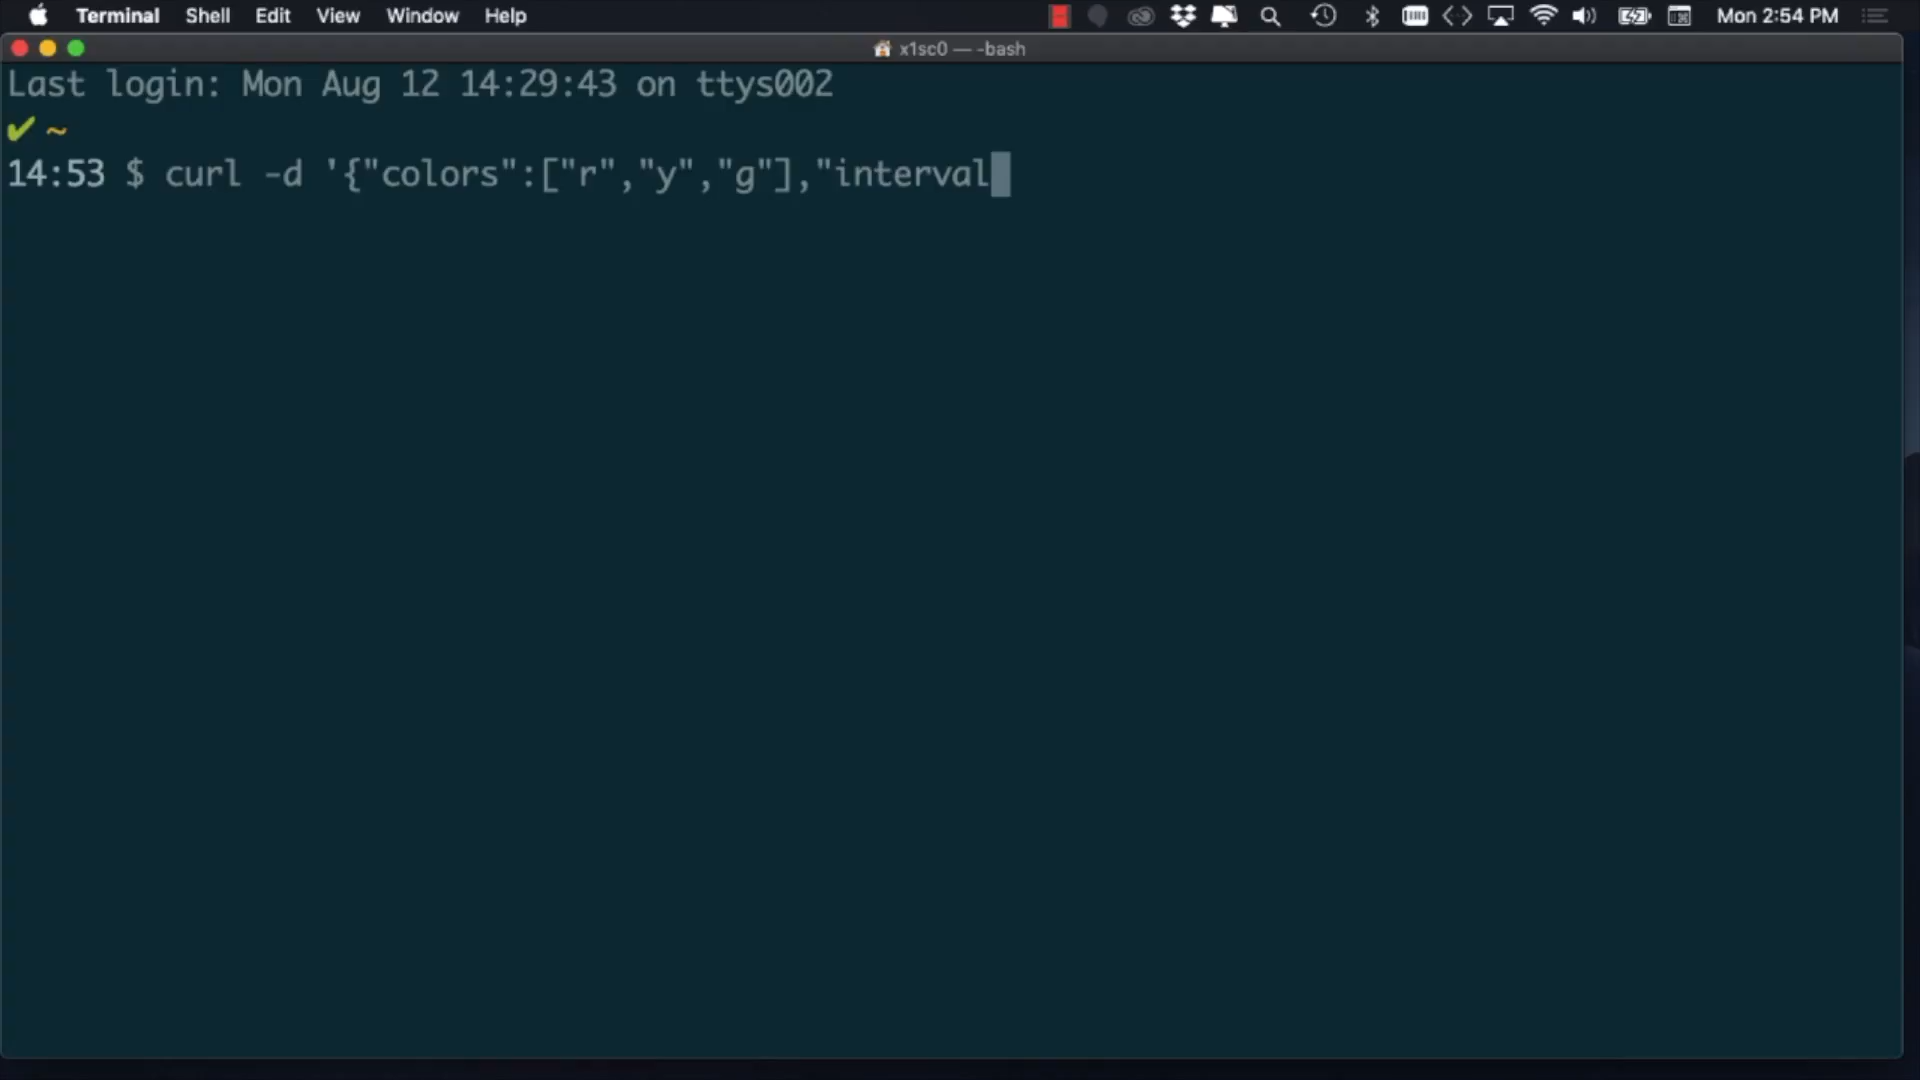 Terminal Shell Edit View Window Help Mon 2:54 PM
x1sc0 — -bash
Last login: Mon Aug 12 14:29:43 on ttys002
✔ ~
14:53 $ curl -d '{"colors":["r","y","g"],"interval